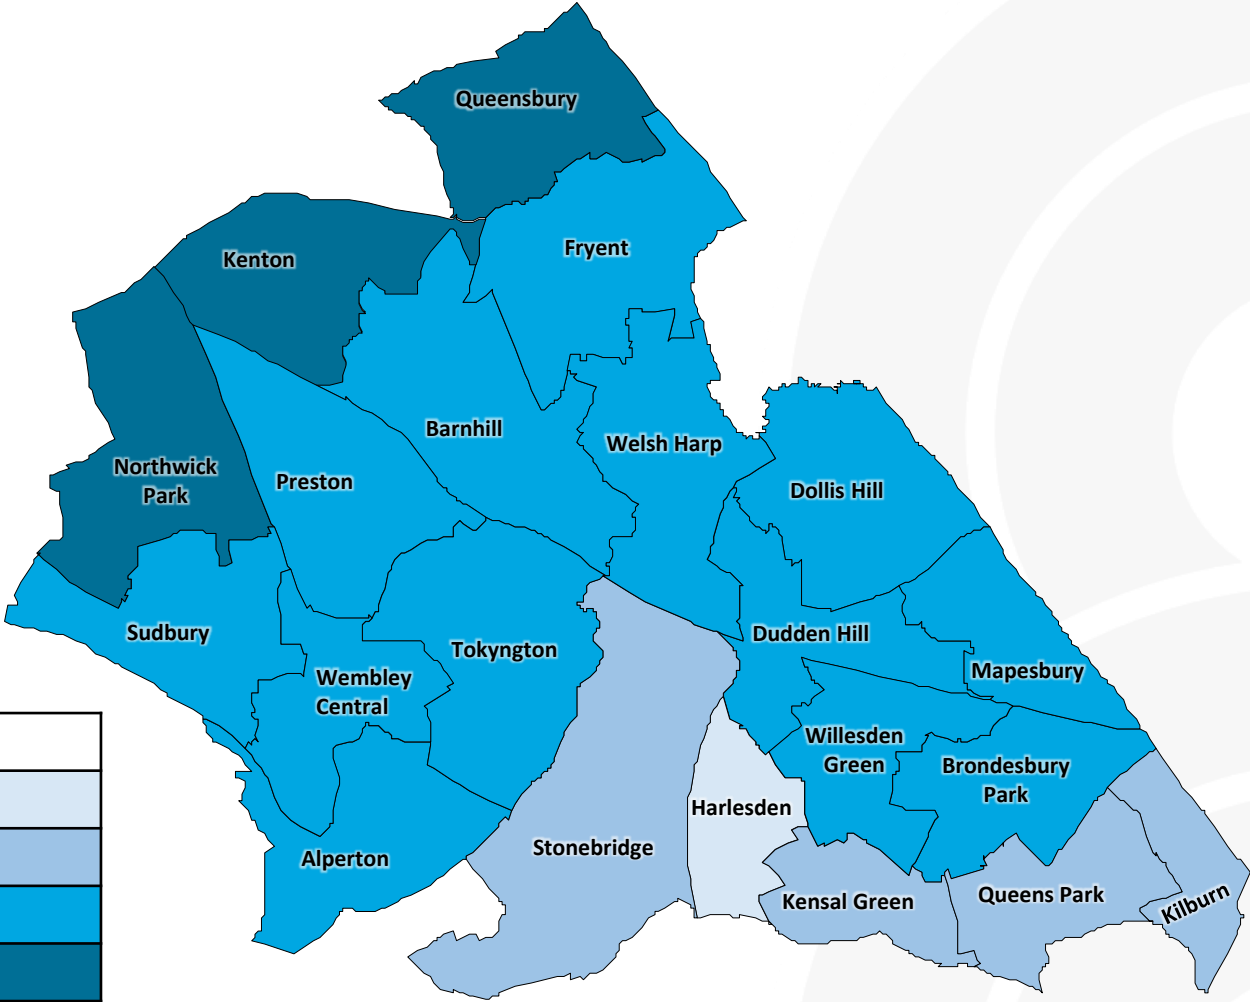 Queensbury
Fryent
Kenton
Barnhill
Welsh Harp
Northwick
Park
Preston
Dollis Hill
Sudbury
Tokyngton
Dudden Hill
Mapesbury
Wembley
Central
Willesden
Green
Brondesbury
Park
Harlesden
Stonebridge
Alperton
Kensal Green
Queens Park
Kilburn